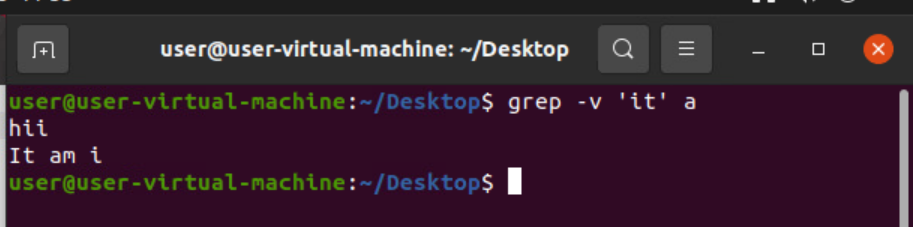 user@user-virtual-machine: ~/Desktop
user@user-virtual-machine:~/Desktop$ grep -v 'it' a
hii
It am i
user@user-virtual-machine:~/Desktop$